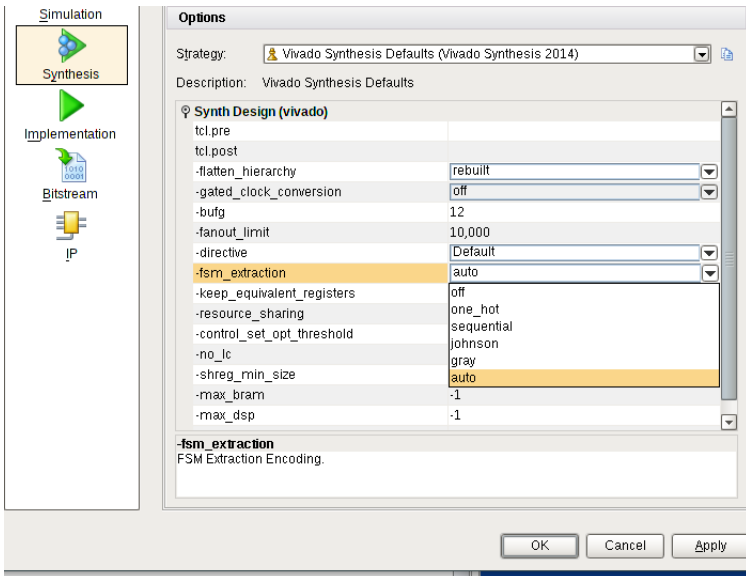 Simulation
Synthesis
Implementation
1010
0001
Bitstream
IP
Options
Strategy: Vivado Synthesis Defaults (Vivado Synthesis 2014)
Description: Vivado Synthesis Defaults
Synth Design (vivado)
tcl.pre
tcl.post
-flatten_hierarchy rebuilt
-gated_clock_conversion off
-bufg 12
-fanout_limit 10,000
-directive Default
-fsm_extraction auto
-keep_equivalent_registers off
-resource_sharing one_hot
sequential
-control_set_opt_threshold johnson
-no_lc gray
-shreg_min_size auto
-max_bram -1
-max_dsp -1
-fsm_extraction
FSM Extraction Encoding.
OK Cancel Apply